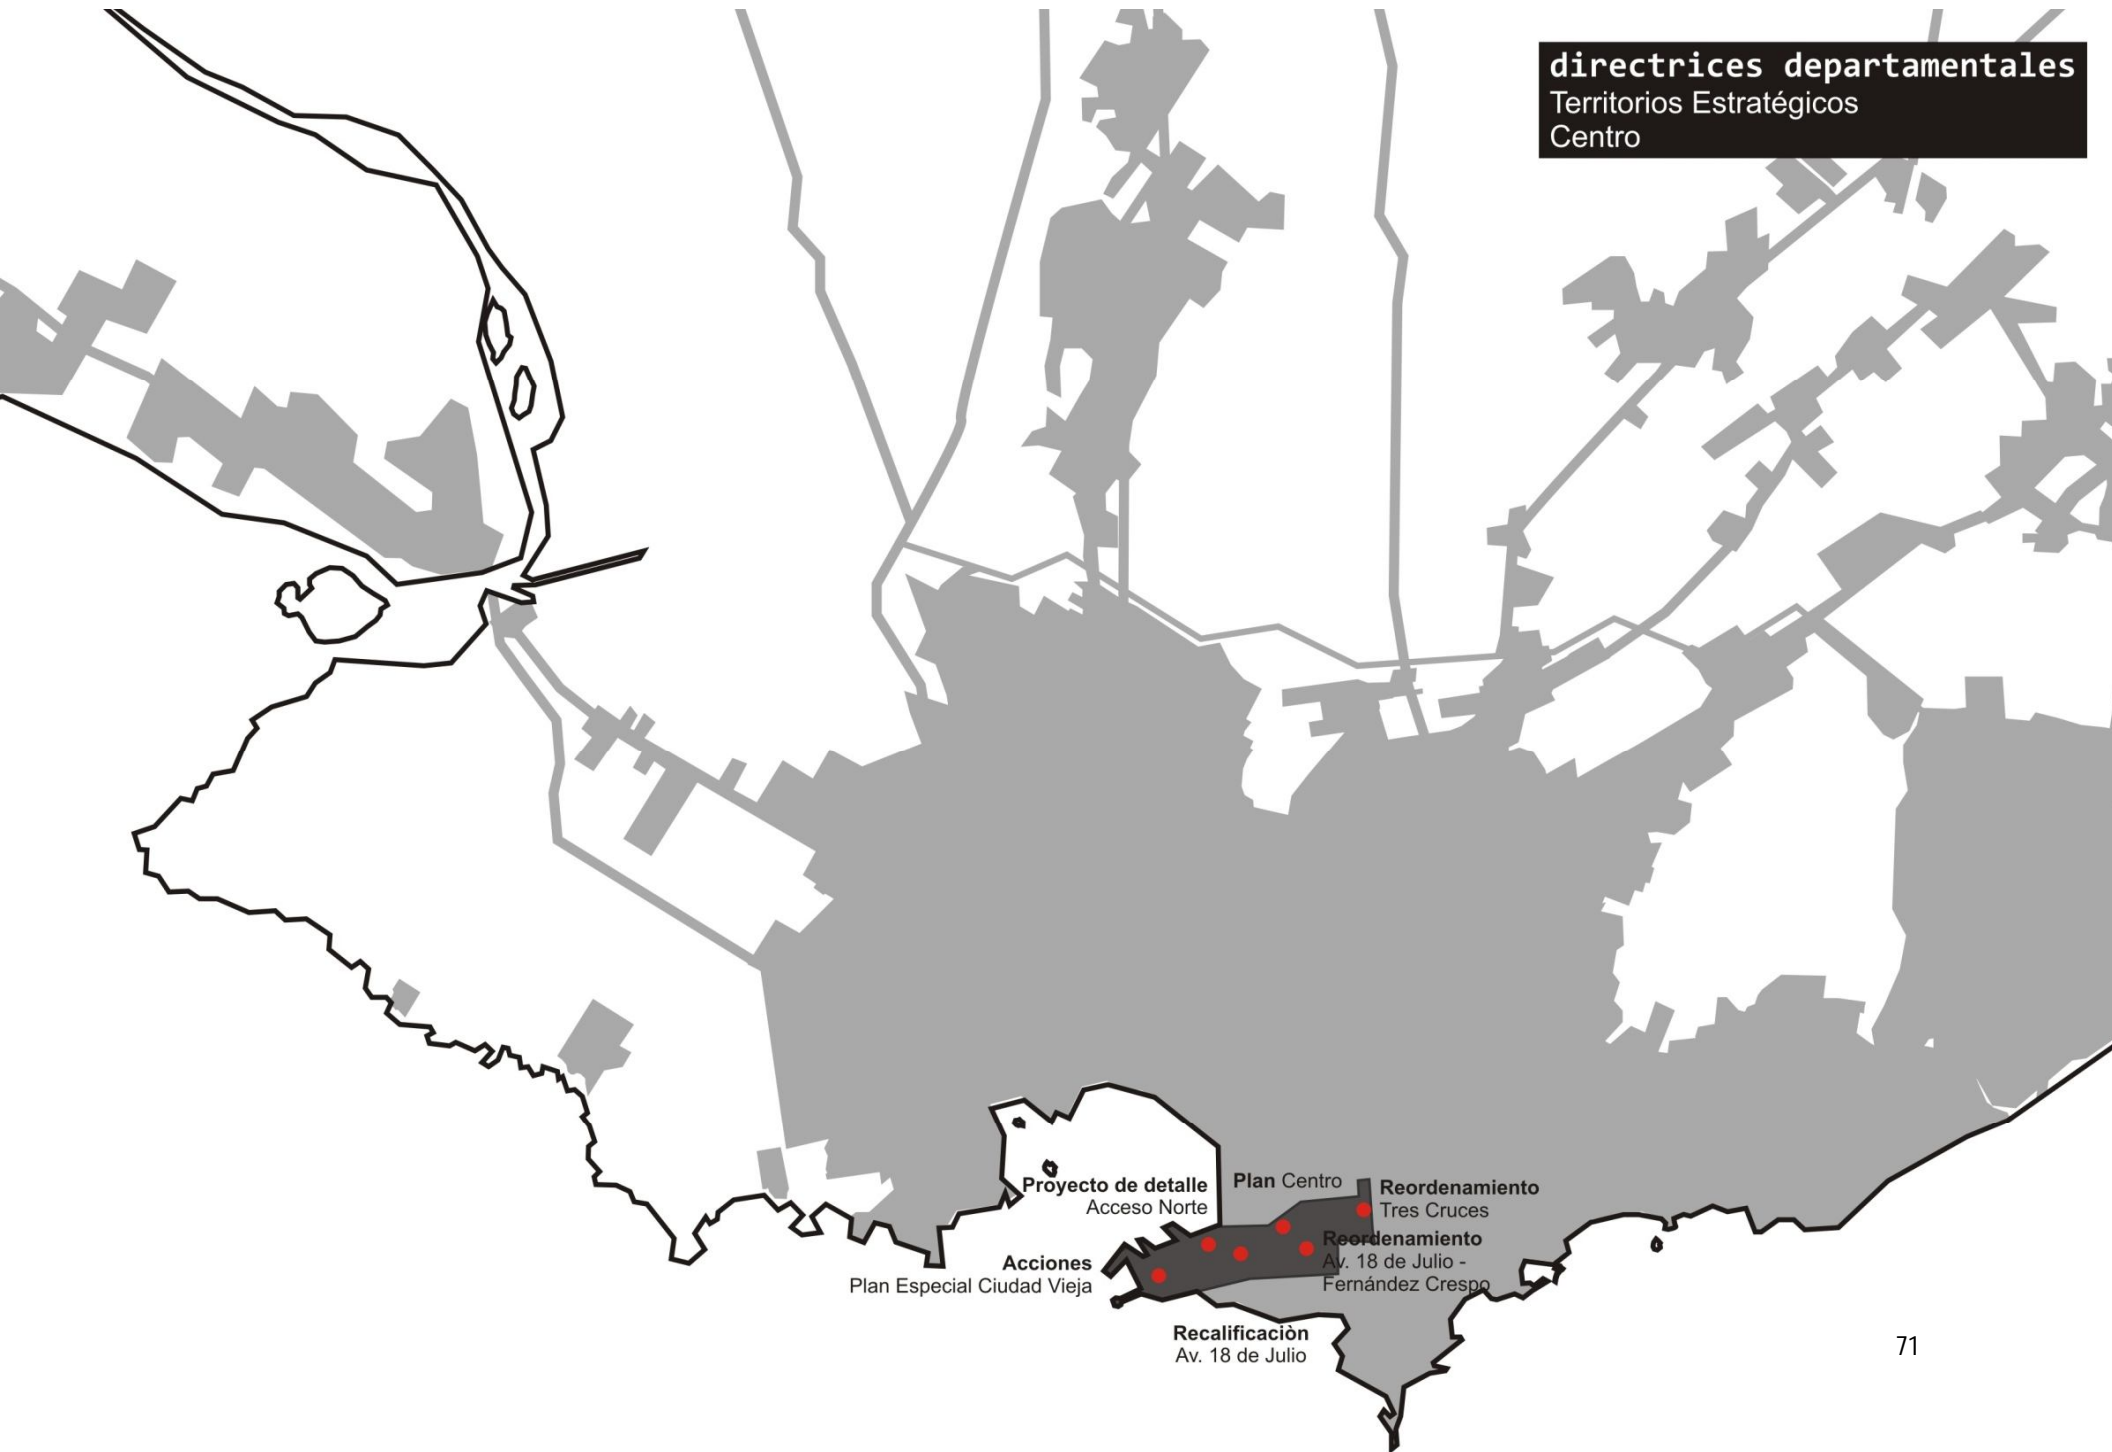 directrices departamentales
Territorios Estratégicos
Centro
Proyecto de detalle
Acceso Norte
Plan Centro
Reordenamiento
Tres Cruces
Reordenamiento
Av. 18 de Julio -
Fernández Crespo
Acciones
Plan Especial Ciudad Vieja
Recalificaciòn
Av. 18 de Julio
71